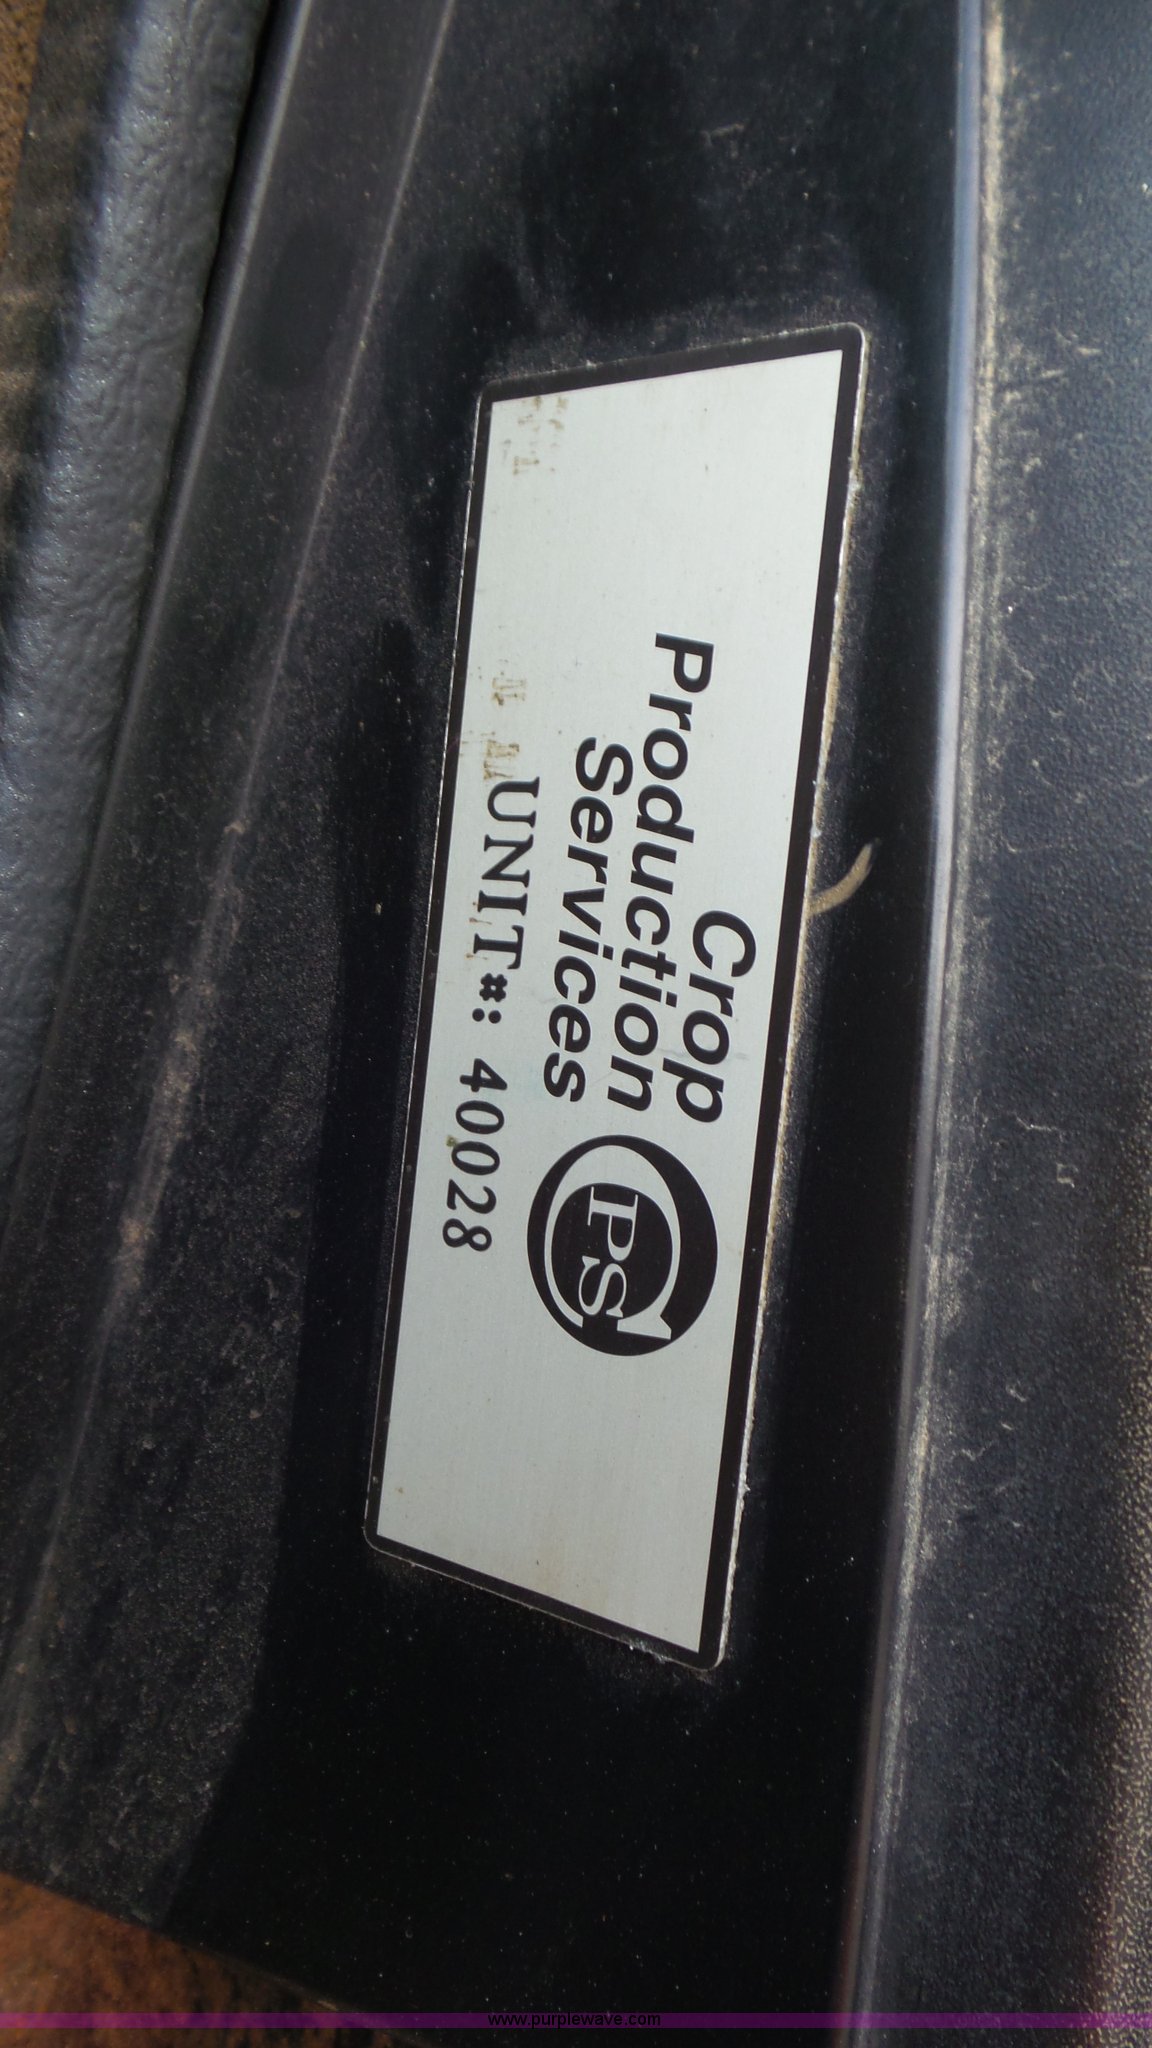 Crop
Production
Services
CPS
UNIT#: 40028
www.purplewave.com